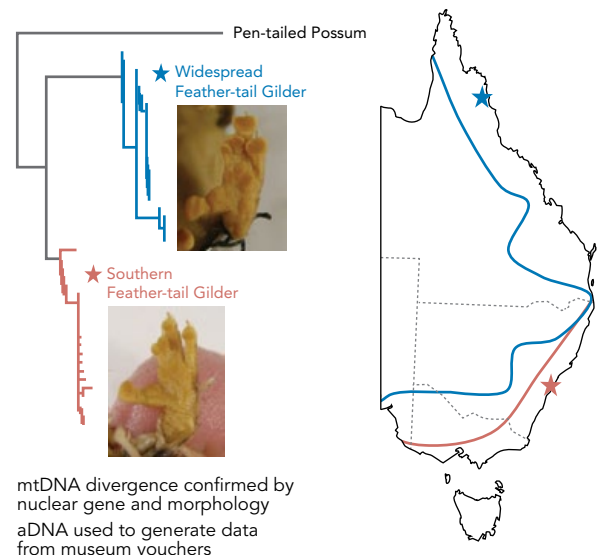 Pen-tailed Possum
Widespread
Feather-tail Gilder
Southern
Feather-tail Gilder
mtDNA divergence confirmed by
nuclear gene and morphology
aDNA used to generate data
from museum vouchers